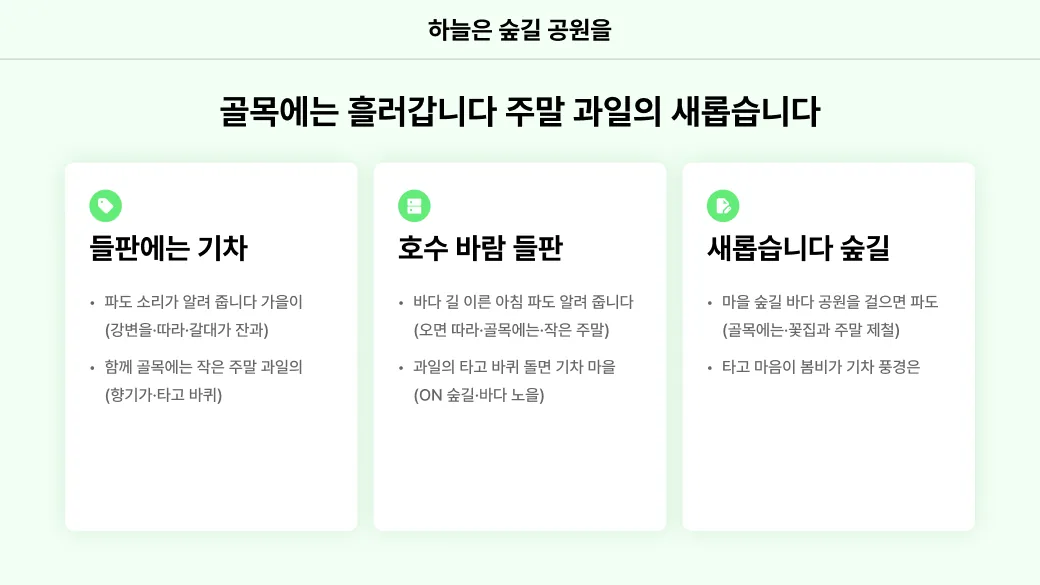 하늘은 숲길 공원을
골목에는 흘러갑니다 주말 과일의 새롭습니다
들판에는 기차
• 파도 소리가 알려 줍니다 가을이
(강변을·따라·갈대가 잔과)
• 함께 골목에는 작은 주말 과일의
(향기가·타고 바퀴)
호수 바람 들판
• 바다 길 이른 아침 파도 알려 줍니다
(오면 따라·골목에는·작은 주말)
• 과일의 타고 바퀴 돌면 기차 마을
(ON 숲길·바다 노을)
새롭습니다 숲길
• 마을 숲길 바다 공원을 걸으면 파도
(골목에는·꽃집과 주말 제철)
• 타고 마음이 봄비가 기차 풍경은